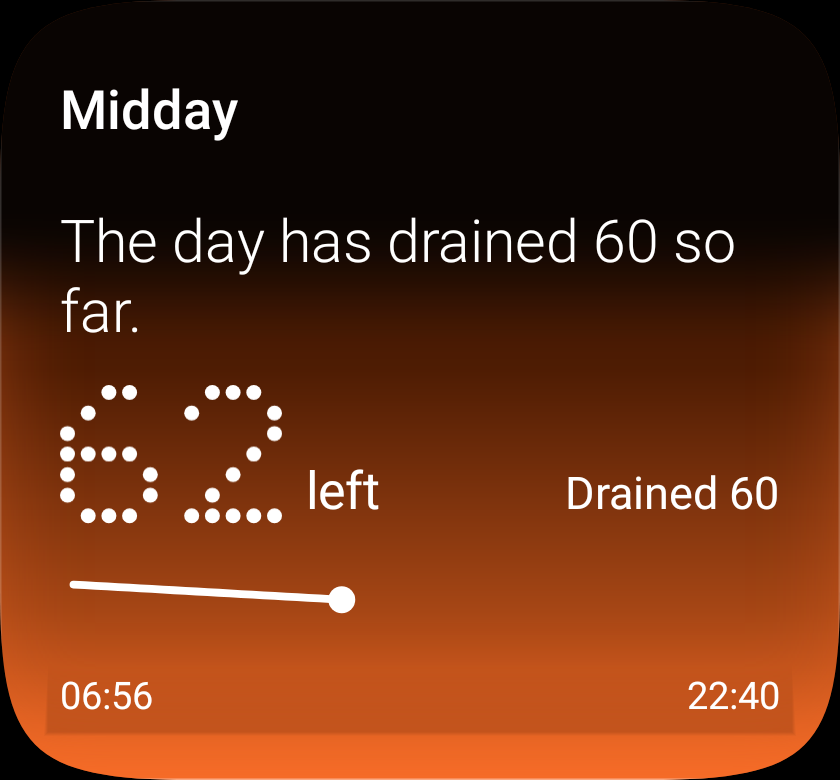 Midday
The day has drained 60 so
far.
62 left
Drained 60
06:56
22:40